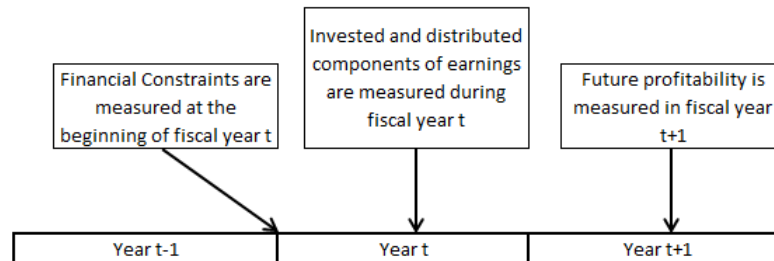 Financial Constraints are
measured at the
beginning of fiscal year t
Invested and distributed
components of earnings
are measured during
fiscal year t
Future profitability is
measured in fiscal year
t+1
Year t-1
Year t
Year t+1